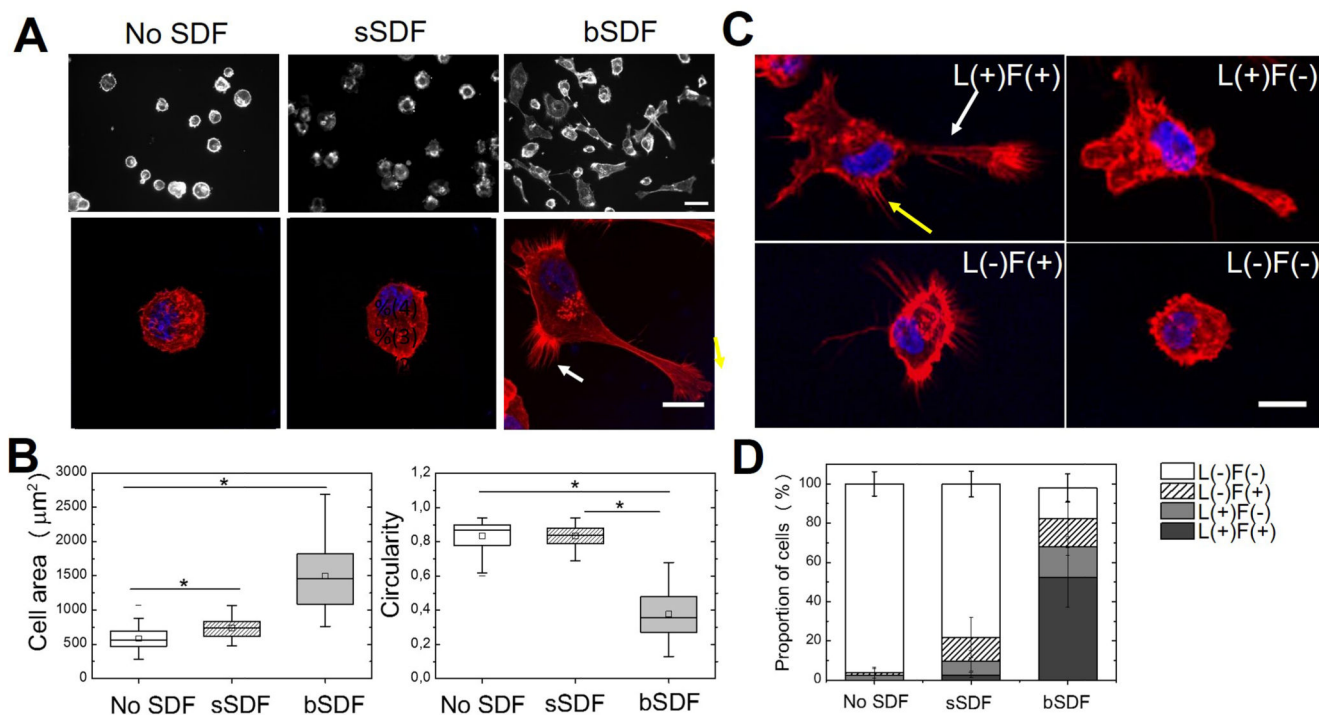 A
No SDF
sSDF
bSDF
%(4)
%(3)
C
L(+)F(+)
L(+)F(-)
L(-)F(+)
L(-)F(-)
B
Cell area ( μm²)
3000
2500
2000
1500
1000
500
0
*
*
No SDF
sSDF
bSDF
Circularity
1,2
1,0
0,8
0,6
0,4
0,2
0,0
*
*
No SDF
sSDF
bSDF
D
Proportion of cells (%)
100
80
60
40
20
0
No SDF
sSDF
bSDF
L(-)F(-)
L(-)F(+)
L(+)F(-)
L(+)F(+)